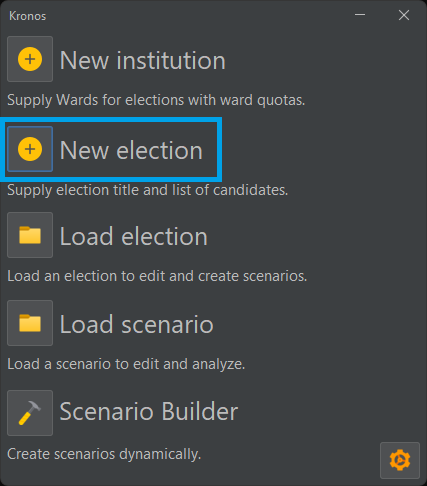 Kronos
New institution
Supply Wards for elections with ward quotas.
New election
Supply election title and list of candidates.
Load election
Load an election to edit and create scenarios.
Load scenario
Load a scenario to edit and analyze.
Scenario Builder
Create scenarios dynamically.